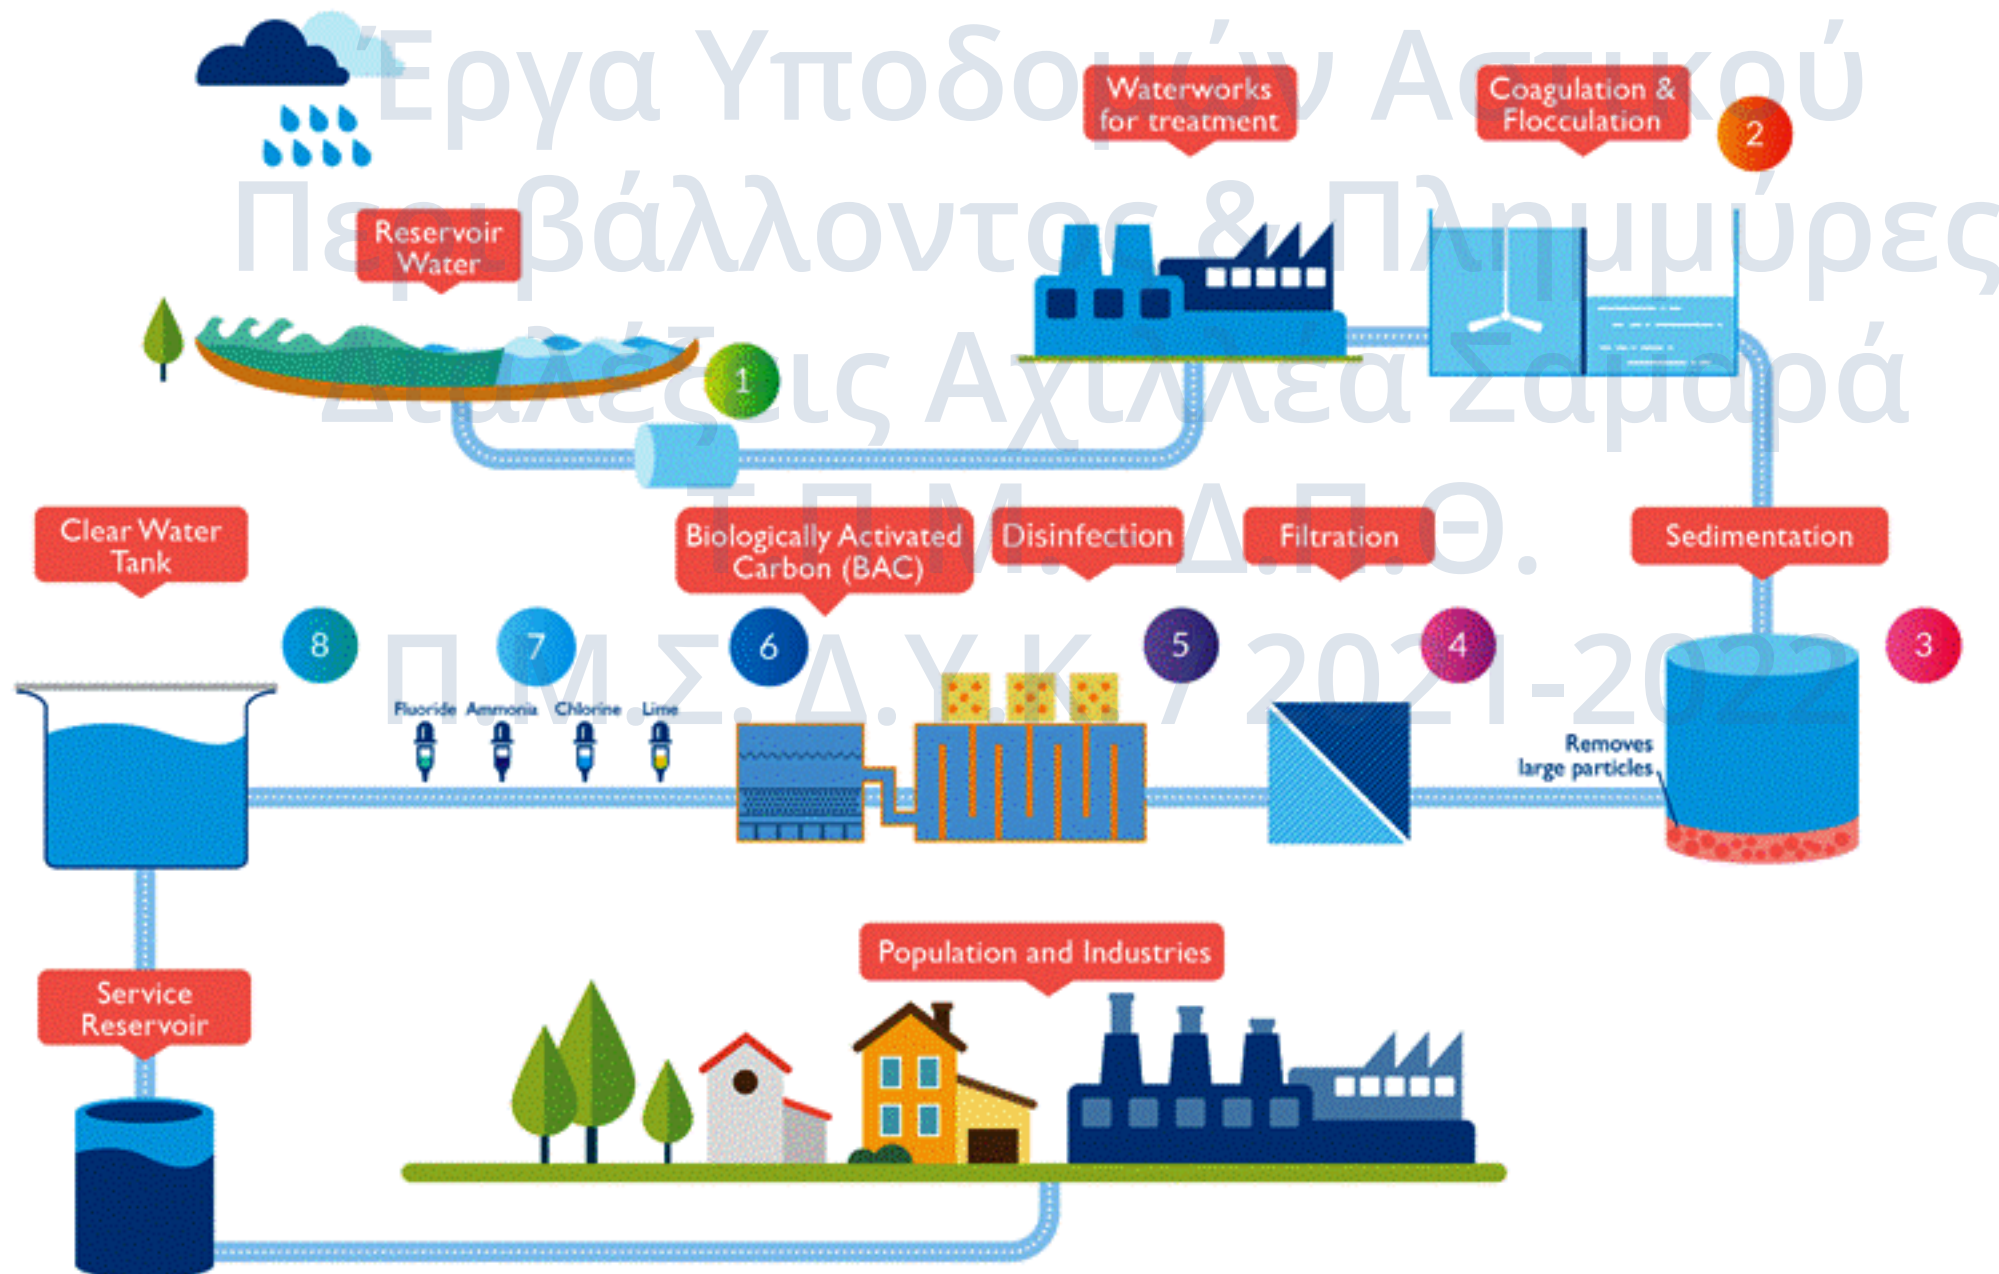 Έργα Υποδομών Αστικού
Περιβάλλοντος & Πλημμύρες
Διαλέξεις Αχιλλέα Σαμαρά
Τ.Π.Μ. Δ.Π.Θ.
Π.Μ.Σ. Δ.Υ.Κ / 2021-2022
Waterworks
for treatment
Coagulation &
Flocculation
2
Reservoir
Water
1
Clear Water
Tank
Biologically Activated
Carbon (BAC)
Disinfection
Filtration
Sedimentation
8
7
6
5
4
3
Fluoride
Ammonia
Chlorine
Lime
Removes
large particles
Population and Industries
Service
Reservoir